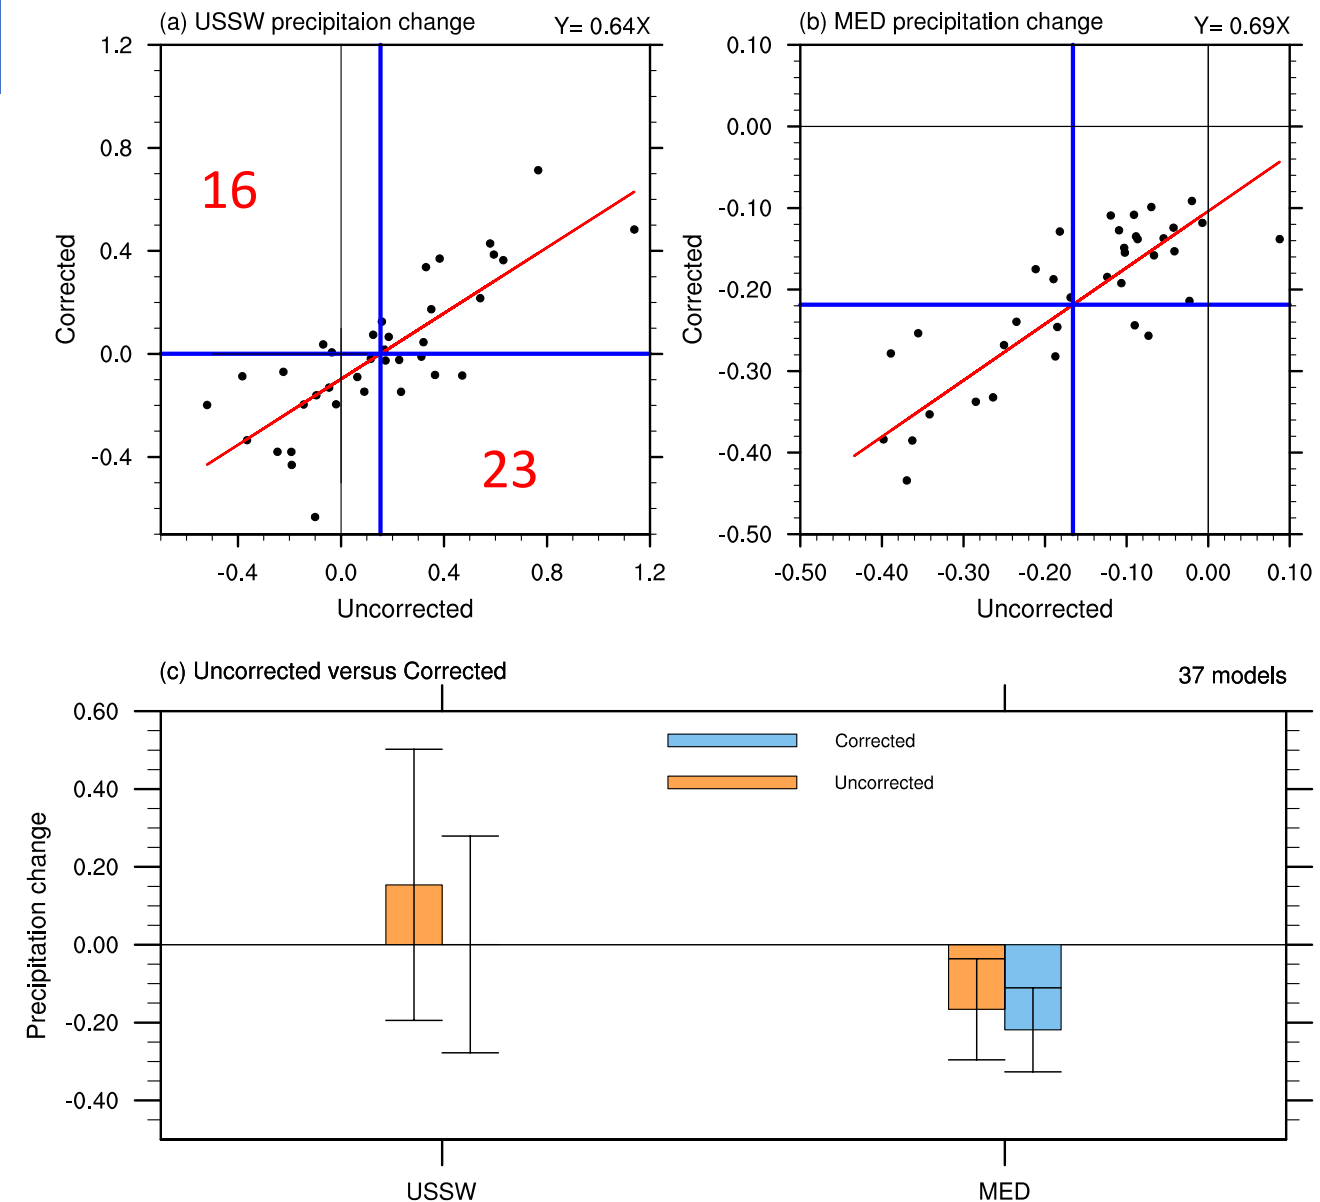 (a) USSW precipitaion change
Y= 0.64X
1.2
0.8
0.4
0.0
-0.4
Corrected
16
23
-0.4 0.0 0.4 0.8 1.2
Uncorrected
(b) MED precipitation change
Y= 0.69X
0.10
0.00
-0.10
-0.20
-0.30
-0.40
-0.50
Corrected
-0.50 -0.40 -0.30 -0.20 -0.10 0.00 0.10
Uncorrected
(c) Uncorrected versus Corrected
37 models
0.60
0.40
0.20
0.00
-0.20
-0.40
Precipitation change
Corrected
Uncorrected
USSW
MED